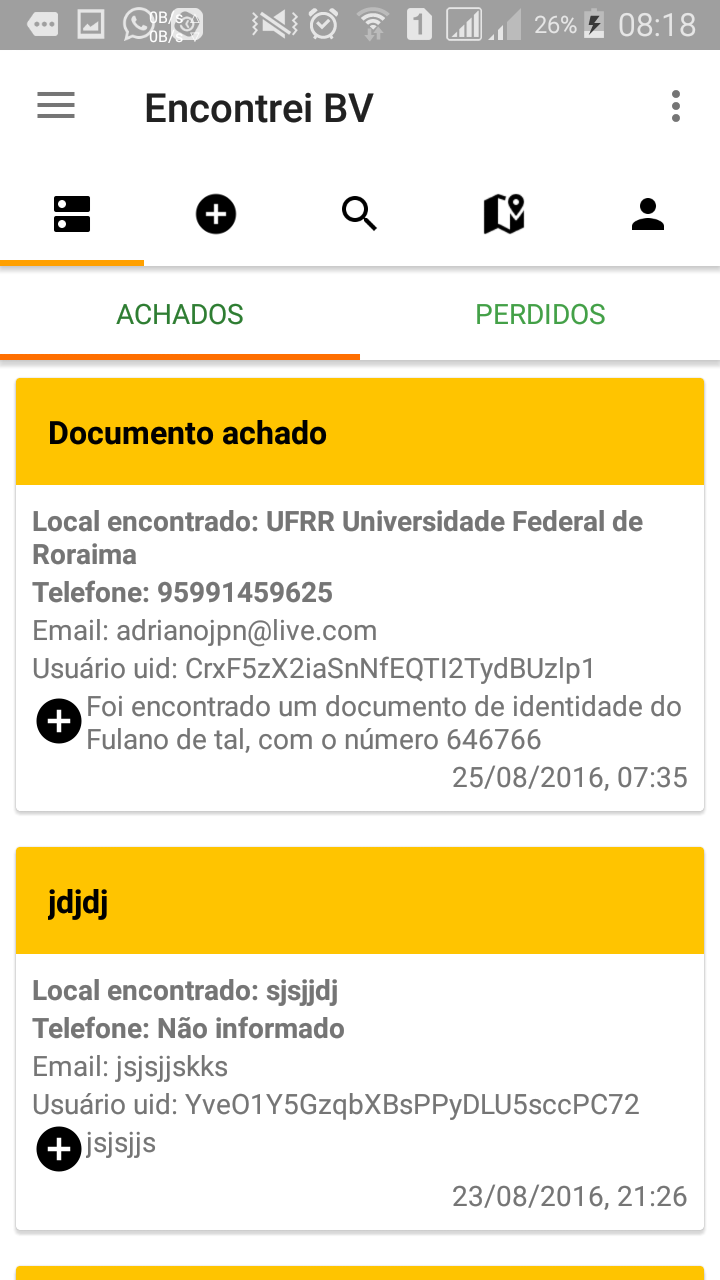 0B/s
0B/s
1
26%
08:18
Encontrei BV
ACHADOS
PERDIDOS
Documento achado
Local encontrado: UFRR Universidade Federal de
Roraima
Telefone: 95991459625
Email: adrianojpn@live.com
Usuário uid: CrxF5zX2iaSnNfEQTI2TydBUzlp1
Foi encontrado um documento de identidade do
Fulano de tal, com o número 646766
25/08/2016, 07:35
jdjdj
Local encontrado: sjsjjdj
Telefone: Não informado
Email: jsjsjjskks
Usuário uid: YveO1Y5GzqbXBsPPyDLU5sccPC72
jsjsjjs
23/08/2016, 21:26